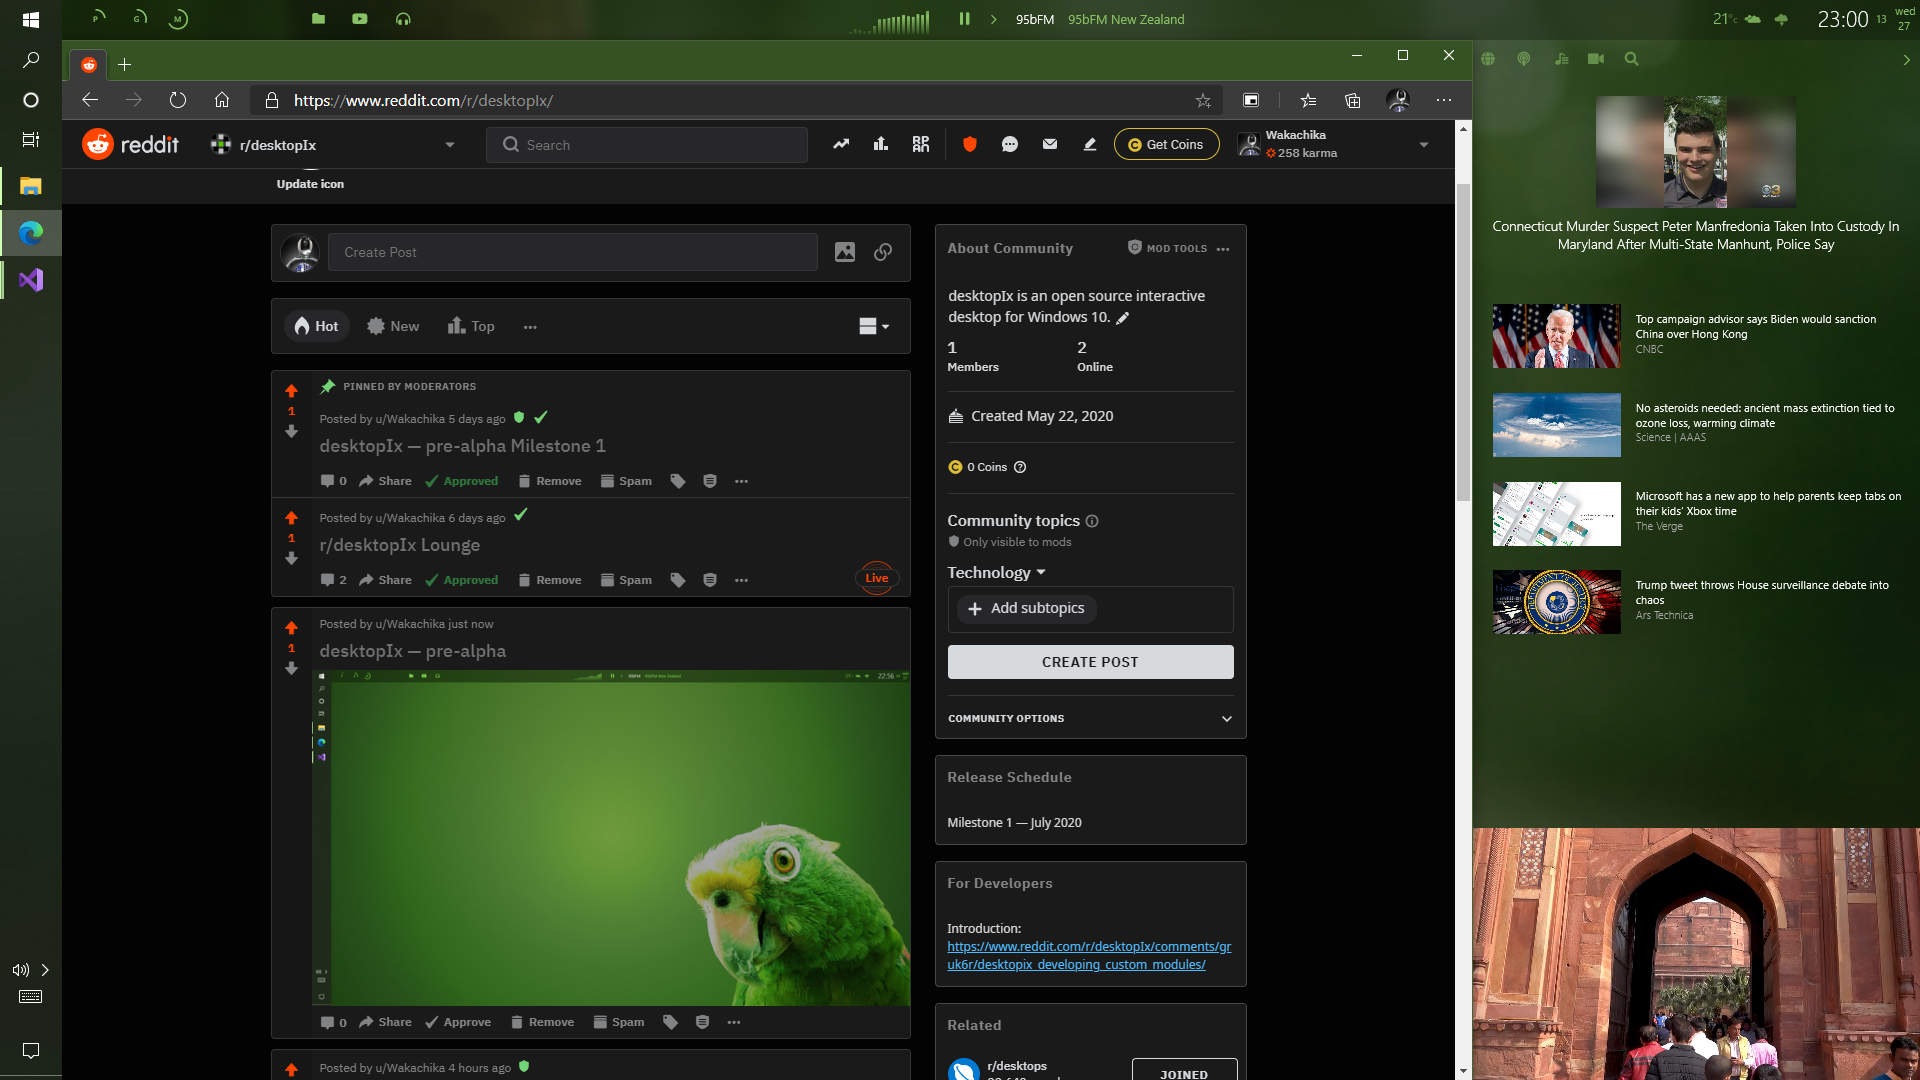 P
G
M
95bFM
95bFM New Zealand
21°c
23:00
13
wed
27
https://www.reddit.com/r/desktopIx/
reddit
r/desktopIx
Search
RPAN
Get Coins
Wakachika
258 karma
Update icon
Create Post
Hot
New
Top
PINNED BY MODERATORS
1
Posted by u/Wakachika 5 days ago
desktopIx — pre-alpha Milestone 1
0
Share
Approved
Remove
Spam
Posted by u/Wakachika 6 days ago
1
r/desktopIx Lounge
2
Share
Approved
Remove
Spam
Live
Posted by u/Wakachika just now
1
desktopIx — pre-alpha
22:56
0
Share
Approve
Remove
Spam
Posted by u/Wakachika 4 hours ago
About Community
MOD TOOLS
desktopIx is an open source interactive
desktop for Windows 10.
1
2
Members
Online
Created May 22, 2020
0 Coins
Community topics
Only visible to mods
Technology
Add subtopics
CREATE POST
COMMUNITY OPTIONS
Release Schedule
Milestone 1 — July 2020
For Developers
Introduction:
https://www.reddit.com/r/desktopIx/comments/gr
uk6r/desktopix_developing_custom_modules/
Related
r/desktops
JOINED
3
Connecticut Murder Suspect Peter Manfredonia Taken Into Custody In
Maryland After Multi-State Manhunt, Police Say
Top campaign advisor says Biden would sanction
China over Hong Kong
CNBC
No asteroids needed: ancient mass extinction tied to
ozone loss, warming climate
Science | AAAS
Microsoft has a new app to help parents keep tabs on
their kids' Xbox time
The Verge
Trump tweet throws House surveillance debate into
chaos
Ars Technica